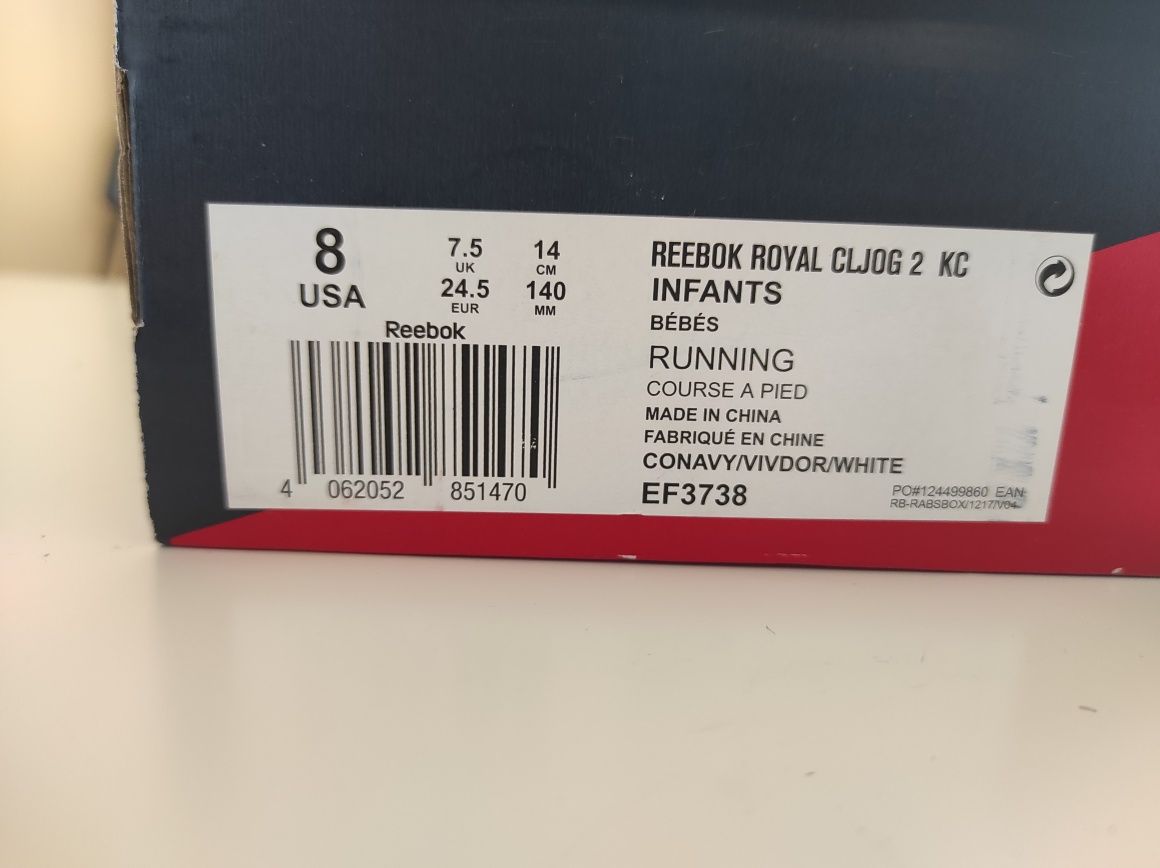 8
USA
7.5
UK
24.5
EUR
14
CM
140
MM
Reebok
4 062052 851470
REEBOK ROYAL CLJOG 2 KC
INFANTS
BÉBÉS
RUNNING
COURSE A PIED
MADE IN CHINA
FABRIQUÉ EN CHINE
CONAVY/VIVDOR/WHITE
EF3738
PO#124499860 EAN
RB-RABSBOX/1217/V04